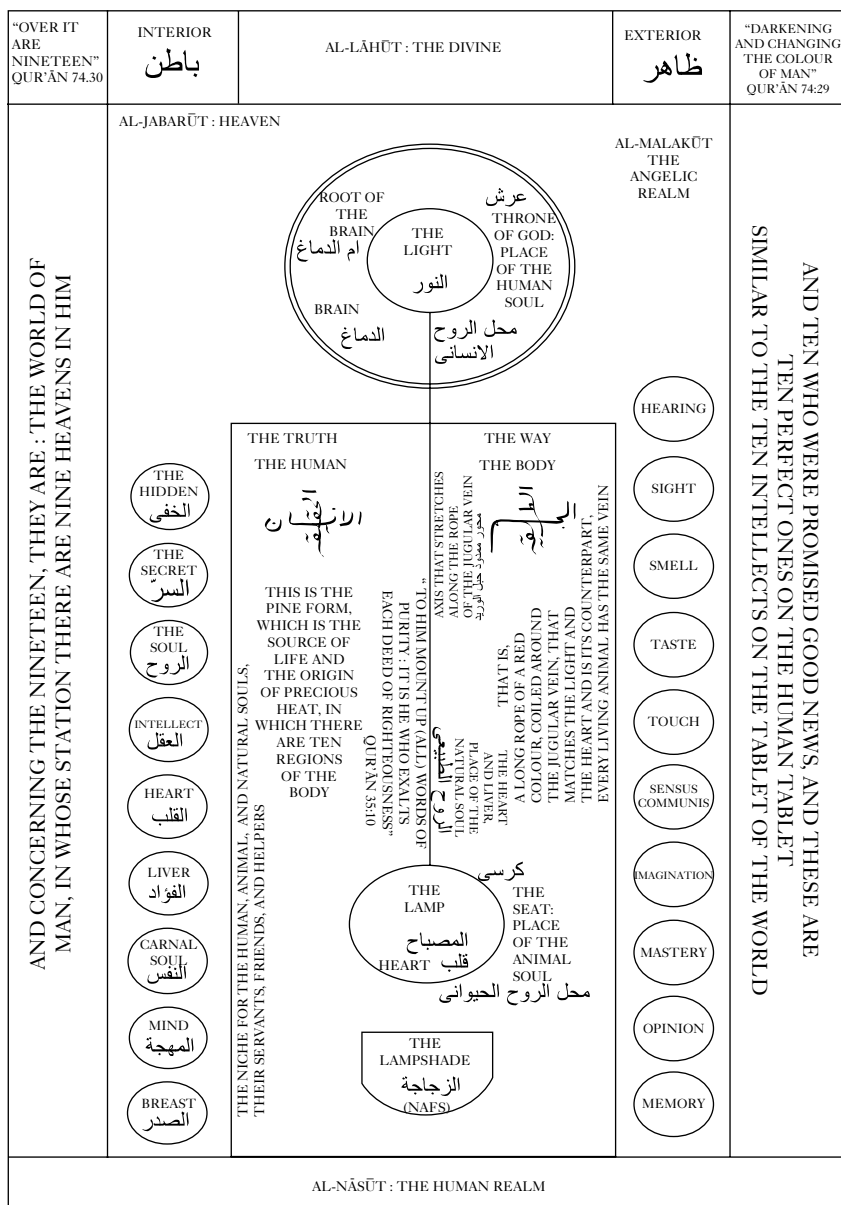 “OVER IT
ARE
NINETEEN”
QUR’ĀN 74.30
INTERIOR
باطن
AL-LĀHŪT : THE DIVINE
EXTERIOR
ظاهر
“DARKENING
AND CHANGING
THE COLOUR
OF MAN”
QUR’ĀN 74:29
AND CONCERNING THE NINETEEN, THEY ARE : THE WORLD OF
MAN, IN WHOSE STATION THERE ARE NINE HEAVENS IN HIM
AL-JABARŪT : HEAVEN
AL-MALAKŪT
THE
ANGELIC
REALM
ROOT OF
THE
BRAIN
ام الدماغ
BRAIN
الدماغ
THE
LIGHT
النور
عرش
THRONE
OF GOD:
PLACE
OF THE
HUMAN
SOUL
محل الروح
الانسانى
THE
HIDDEN
الخفى
THE
SECRET
السرّ
THE
SOUL
الروح
INTELLECT
العقل
HEART
القلب
LIVER
الفؤاد
CARNAL
SOUL
النفس
MIND
المهجة
BREAST
الصدر
THE NICHE FOR THE HUMAN, ANIMAL, AND NATURAL SOULS,
THEIR SERVANTS, FRIENDS, AND HELPERS
THE TRUTH
THE HUMAN
الحقيقة
الانسان
THIS IS THE
PINE FORM,
WHICH IS THE
SOURCE OF
LIFE AND
THE ORIGIN
OF PRECIOUS
HEAT, IN
WHICH THERE
ARE TEN
REGIONS
OF THE
BODY
“TO HIM MOUNT UP (ALL) WORDS OF
PURITY : IT IS HE WHO EXALTS
EACH DEED OF RIGHTEOUSNESS”
QUR’ĀN 35:10
THE WAY
THE BODY
الطريقة
AXIS THAT STRETCHES
ALONG THE ROPE
OF THE JUGULAR VEIN
محور ممدود حبل الوريد
THAT IS,
A LONG ROPE OF A RED
COLOUR, COILED AROUND
THE JUGULAR VEIN, THAT
MATCHES THE LIGHT AND
THE HEART AND IS ITS COUNTERPART,
EVERY LIVING ANIMAL HAS THE SAME VEIN
THE HEART
AND LIVER
PLACE OF THE
NATURAL SOUL
الروح الطبيعى
THE
LAMP
المصباح
HEART قلب
كرسى
THE
SEAT:
PLACE
OF THE
ANIMAL
SOUL
محل الروح الحيوانى
THE
LAMPSHADE
الزجاجة
(NAFS)
HEARING
SIGHT
SMELL
TASTE
TOUCH
SENSUS
COMMUNIS
IMAGINATION
MASTERY
OPINION
MEMORY
AND TEN WHO WERE PROMISED GOOD NEWS, AND THESE ARE
TEN PERFECT ONES ON THE HUMAN TABLET
SIMILAR TO THE TEN INTELLECTS ON THE TABLET OF THE WORLD
AL-NĀSŪT : THE HUMAN REALM